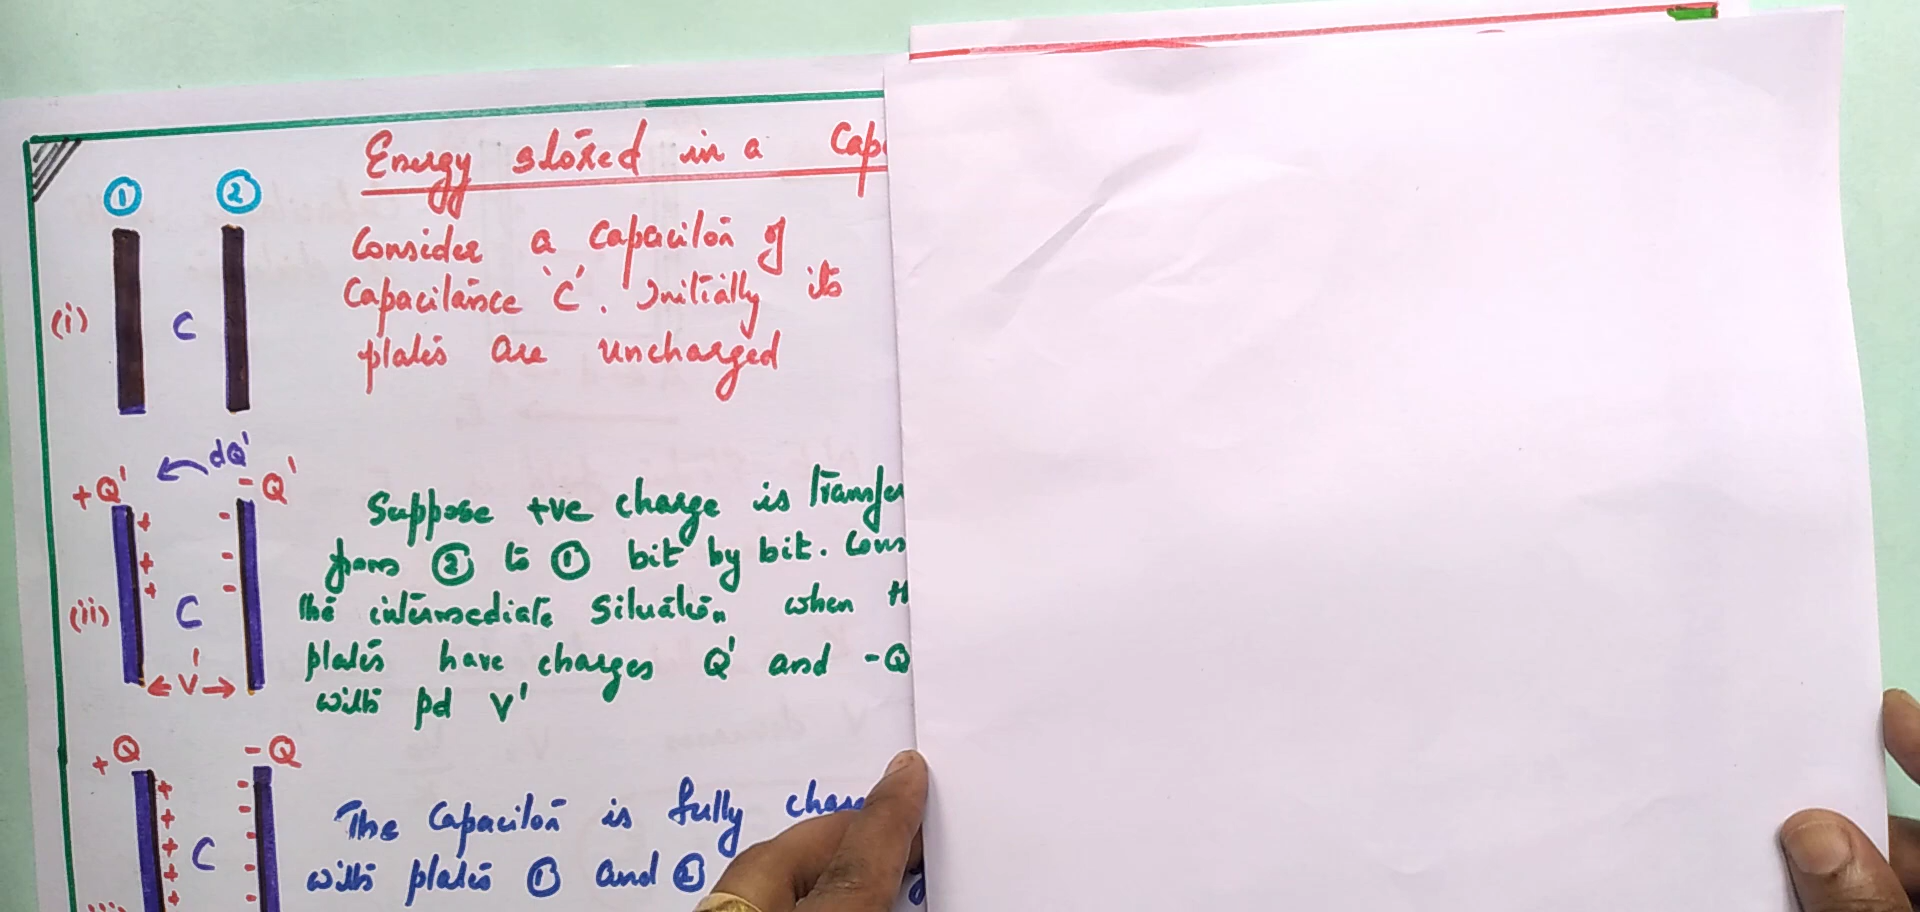 Energy stored in a Cap
① ②
Consider a Capacitor of
Capacitance 'C'. Initially its
plates are uncharged
(i) C
dQ'
+Q' -Q'
Suppose +ve charge is Transfer
from ② to ① bit by bit. Cons
the intermediate Situation when th
plates have charges Q' and -Q
with pd V'
(ii) C
V'
+Q -Q
The Capacitor is fully char
with plates ① and ②
C